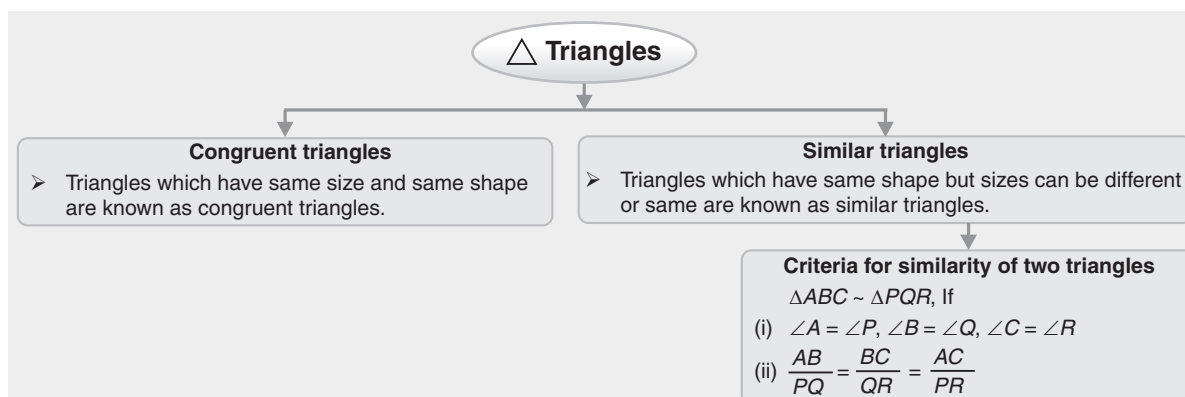 △ Triangles
Congruent triangles
➢ Triangles which have same size and same shape
are known as congruent triangles.
Similar triangles
➢ Triangles which have same shape but sizes can be different
or same are known as similar triangles.
Criteria for similarity of two triangles
ΔABC ~ ΔPQR, If
(i) ∠A = ∠P, ∠B = ∠Q, ∠C = ∠R
(ii) AB/PQ = BC/QR = AC/PR